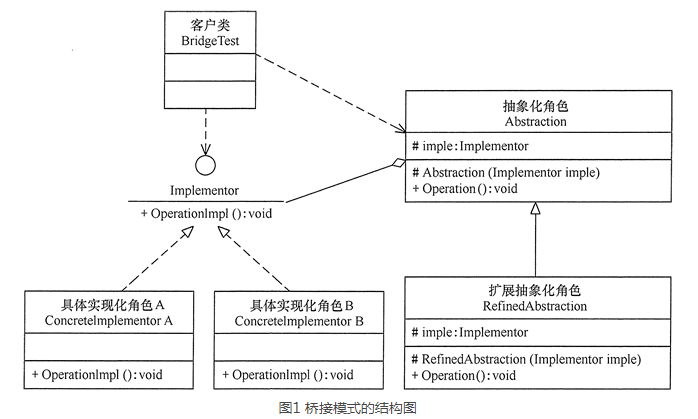 客户类
BridgeTest
抽象化角色
Abstraction
# imple:Implementor
# Abstraction (Implementor imple)
+ Operation():void
Implementor
+ OperationImpl():void
具体实现化角色A
ConcreteImplementor A
+ OperationImpl():void
具体实现化角色B
ConcreteImplementor B
+ OperationImpl():void
扩展抽象化角色
RefinedAbstraction
# imple:Implementor
# RefinedAbstraction (Implementor imple)
+ Operation():void
图1 桥接模式的结构图